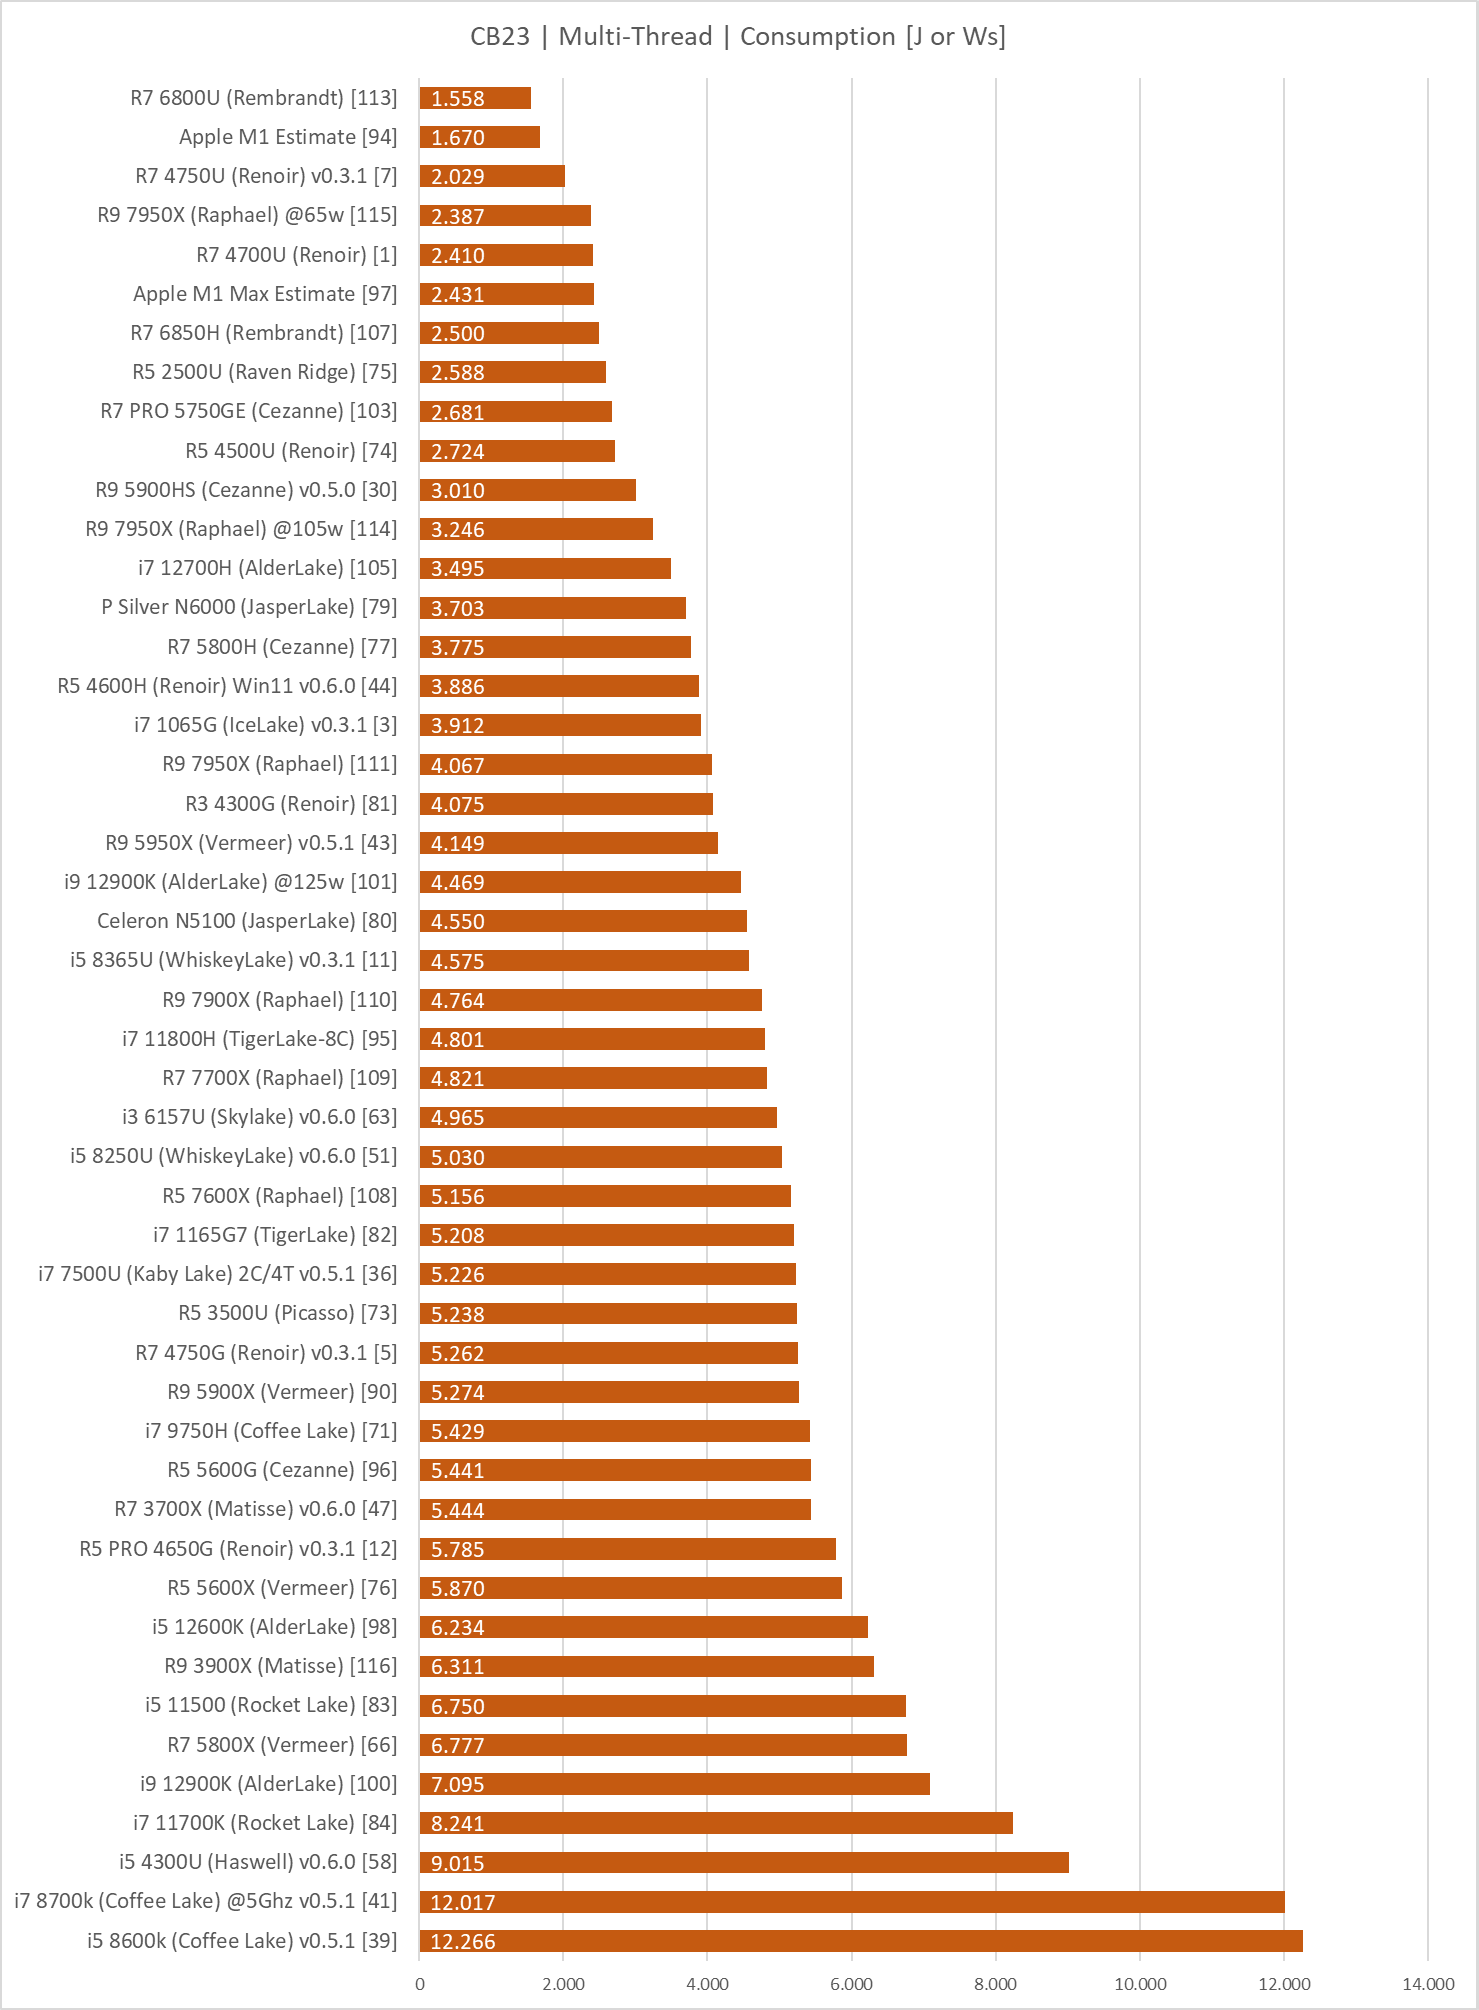 CB23 | Multi-Thread | Consumption [J or Ws]
R7 6800U (Rembrandt) [113] 1.558
Apple M1 Estimate [94] 1.670
R7 4750U (Renoir) v0.3.1 [7] 2.029
R9 7950X (Raphael) @65w [115] 2.387
R7 4700U (Renoir) [1] 2.410
Apple M1 Max Estimate [97] 2.431
R7 6850H (Rembrandt) [107] 2.500
R5 2500U (Raven Ridge) [75] 2.588
R7 PRO 5750GE (Cezanne) [103] 2.681
R5 4500U (Renoir) [74] 2.724
R9 5900HS (Cezanne) v0.5.0 [30] 3.010
R9 7950X (Raphael) @105w [114] 3.246
i7 12700H (AlderLake) [105] 3.495
P Silver N6000 (JasperLake) [79] 3.703
R7 5800H (Cezanne) [77] 3.775
R5 4600H (Renoir) Win11 v0.6.0 [44] 3.886
i7 1065G (IceLake) v0.3.1 [3] 3.912
R9 7950X (Raphael) [111] 4.067
R3 4300G (Renoir) [81] 4.075
R9 5950X (Vermeer) v0.5.1 [43] 4.149
i9 12900K (AlderLake) @125w [101] 4.469
Celeron N5100 (JasperLake) [80] 4.550
i5 8365U (WhiskeyLake) v0.3.1 [11] 4.575
R9 7900X (Raphael) [110] 4.764
i7 11800H (TigerLake-8C) [95] 4.801
R7 7700X (Raphael) [109] 4.821
i3 6157U (Skylake) v0.6.0 [63] 4.965
i5 8250U (WhiskeyLake) v0.6.0 [51] 5.030
R5 7600X (Raphael) [108] 5.156
i7 1165G7 (TigerLake) [82] 5.208
i7 7500U (Kaby Lake) 2C/4T v0.5.1 [36] 5.226
R5 3500U (Picasso) [73] 5.238
R7 4750G (Renoir) v0.3.1 [5] 5.262
R9 5900X (Vermeer) [90] 5.274
i7 9750H (Coffee Lake) [71] 5.429
R5 5600G (Cezanne) [96] 5.441
R7 3700X (Matisse) v0.6.0 [47] 5.444
R5 PRO 4650G (Renoir) v0.3.1 [12] 5.785
R5 5600X (Vermeer) [76] 5.870
i5 12600K (AlderLake) [98] 6.234
R9 3900X (Matisse) [116] 6.311
i5 11500 (Rocket Lake) [83] 6.750
R7 5800X (Vermeer) [66] 6.777
i9 12900K (AlderLake) [100] 7.095
i7 11700K (Rocket Lake) [84] 8.241
i5 4300U (Haswell) v0.6.0 [58] 9.015
i7 8700k (Coffee Lake) @5Ghz v0.5.1 [41] 12.017
i5 8600k (Coffee Lake) v0.5.1 [39] 12.266
0 2.000 4.000 6.000 8.000 10.000 12.000 14.000